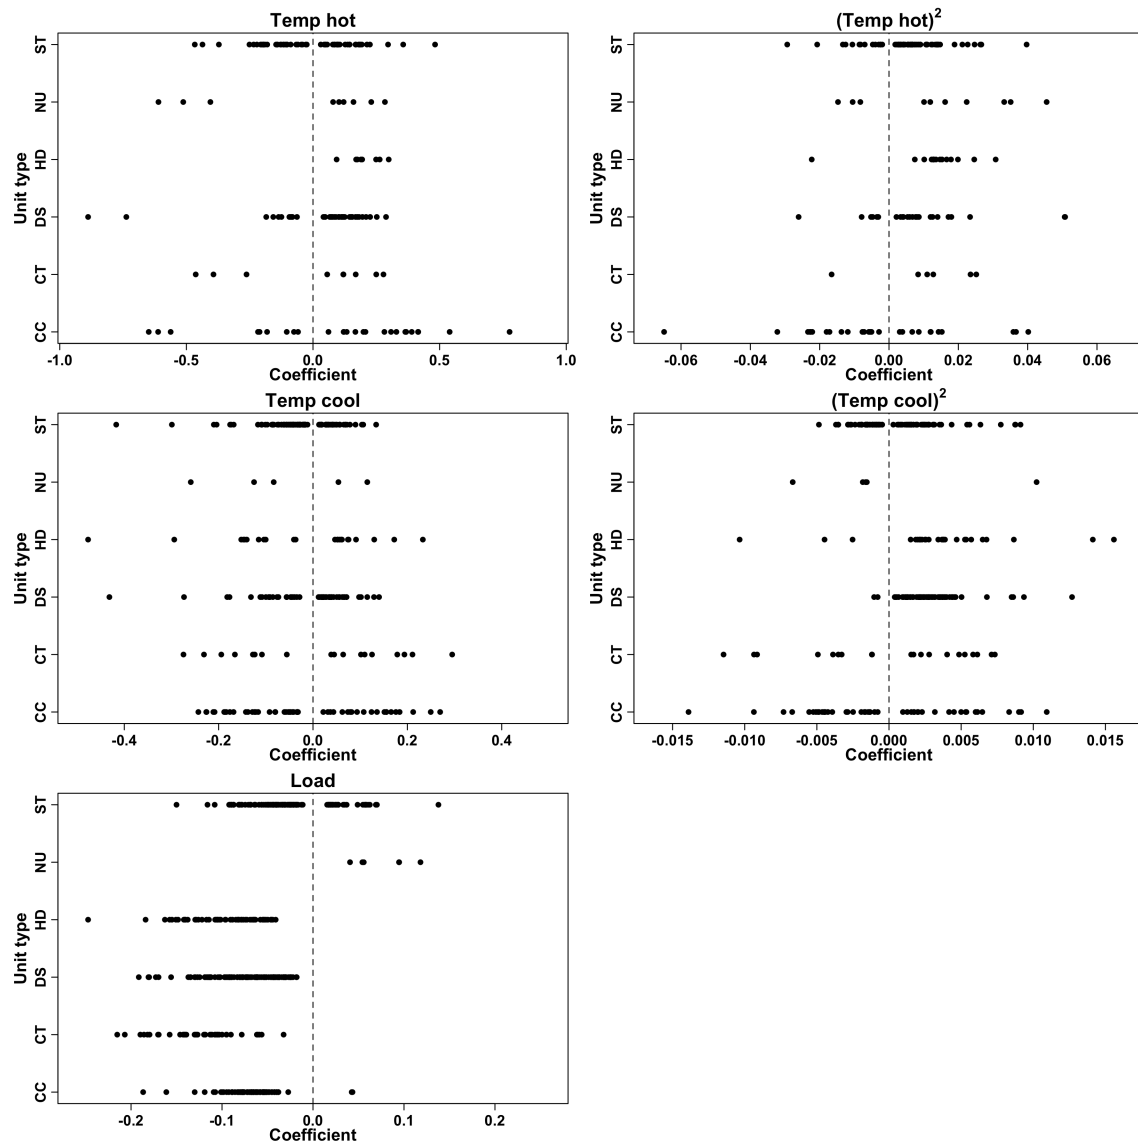 Temp hot
Unit type
ST
NU
HD
DS
CT
CC
-1.0 -0.5 0.0 0.5 1.0
Coefficient
(Temp hot)²
Unit type
ST
NU
HD
DS
CT
CC
-0.06 -0.04 -0.02 0.00 0.02 0.04 0.06
Coefficient
Temp cool
Unit type
ST
NU
HD
DS
CT
CC
-0.4 -0.2 0.0 0.2 0.4
Coefficient
(Temp cool)²
Unit type
ST
NU
HD
DS
CT
CC
-0.015 -0.010 -0.005 0.000 0.005 0.010 0.015
Coefficient
Load
Unit type
ST
NU
HD
DS
CT
CC
-0.2 -0.1 0.0 0.1 0.2
Coefficient